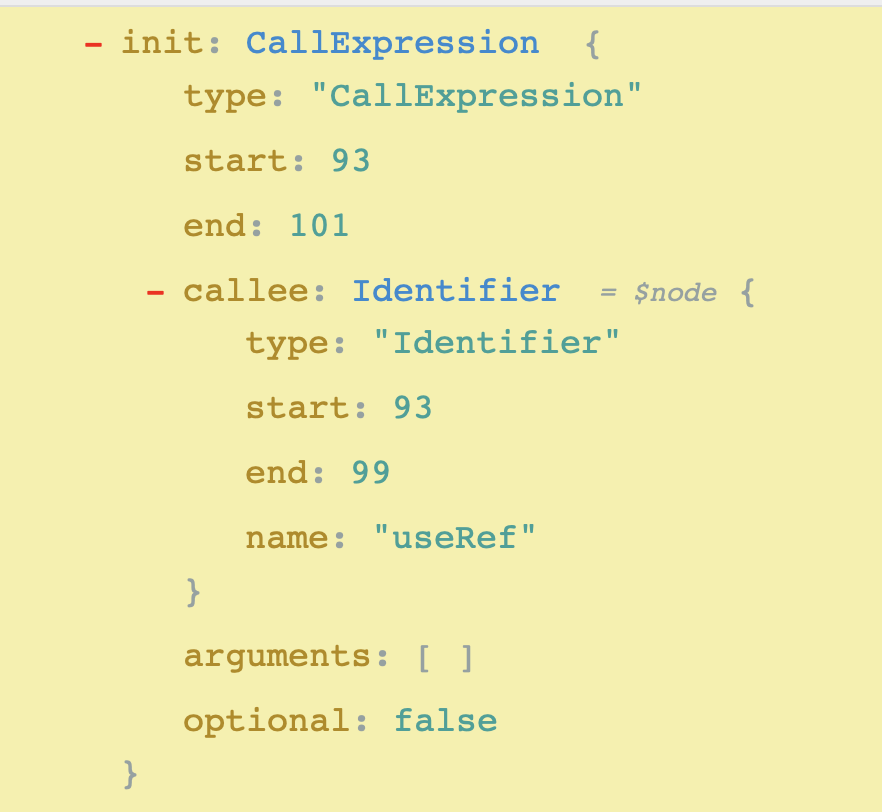 - init: CallExpression {
type: "CallExpression"
start: 93
end: 101
- callee: Identifier = $node {
type: "Identifier"
start: 93
end: 99
name: "useRef"
}
arguments: [ ]
optional: false
}